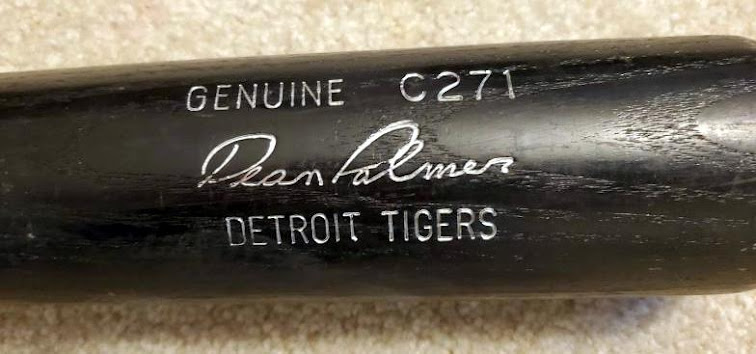 GENUINE C271
Dean Palmer
DETROIT TIGERS